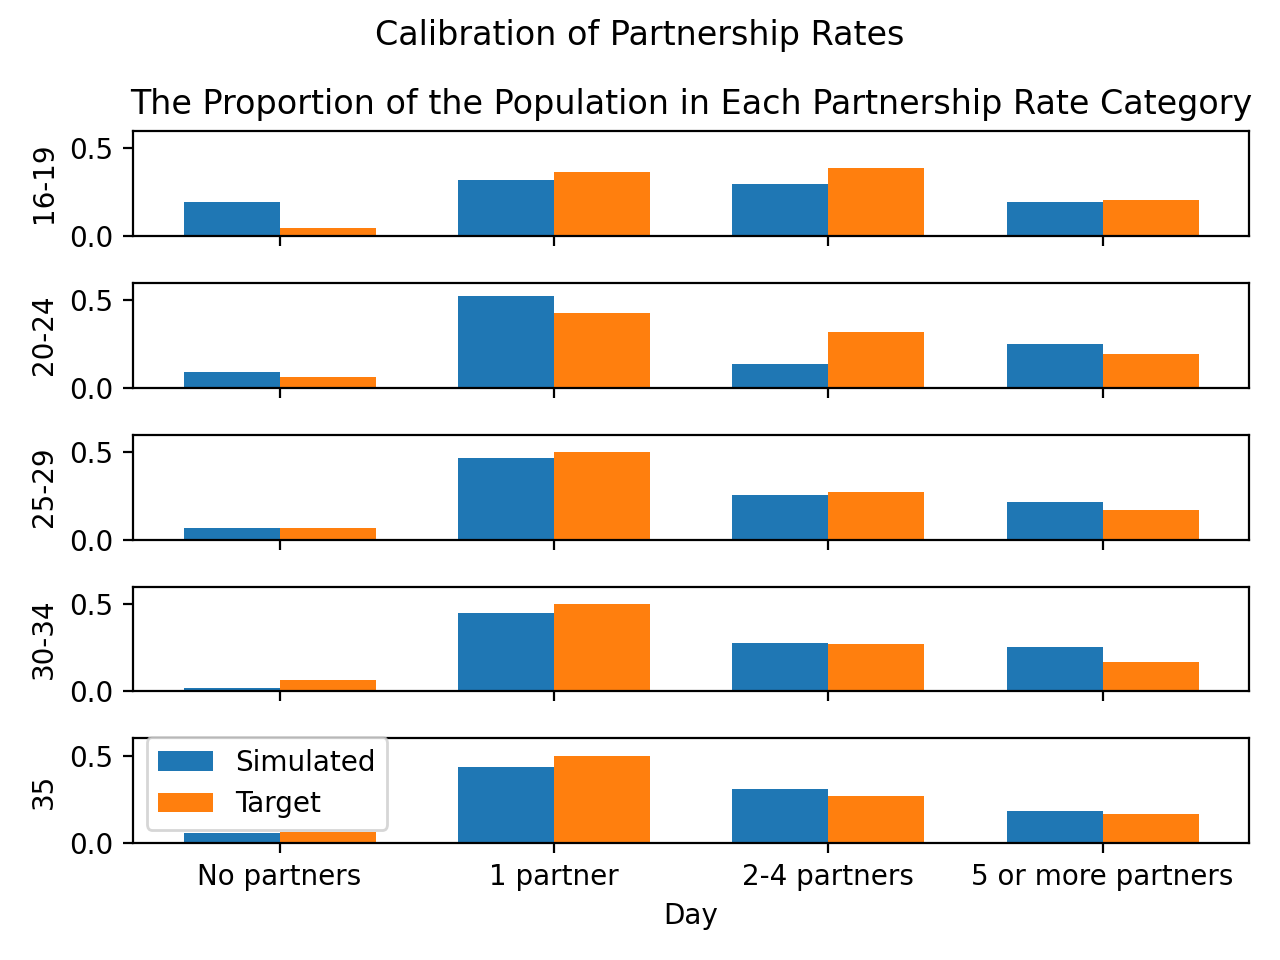 Calibration of Partnership Rates
The Proportion of the Population in Each Partnership Rate Category
16-19
0.5
0.0
20-24
0.5
0.0
25-29
0.5
0.0
30-34
0.5
0.0
35
0.5
0.0
Simulated
Target
No partners
1 partner
2-4 partners
5 or more partners
Day